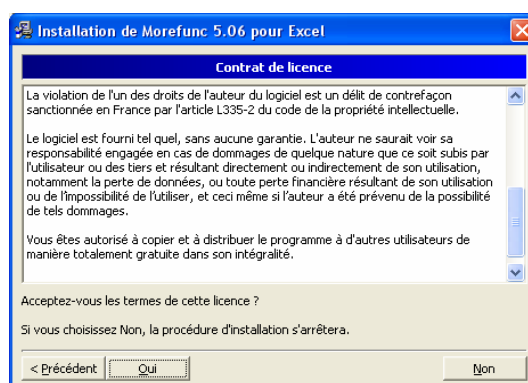 Installation de Morefunc 5.06 pour Excel
Contrat de licence
La violation de l'un des droits de l'auteur du logiciel est un délit de contrefaçon
sanctionnée en France par l'article L335-2 du code de la propriété intellectuelle.
Le logiciel est fourni tel quel, sans aucune garantie. L'auteur ne saurait voir sa
responsabilité engagée en cas de dommages de quelque nature que ce soit subis par
l'utilisateur ou des tiers et résultant directement ou indirectement de son utilisation,
notamment la perte de données, ou toute perte financière résultant de son utilisation
ou de l'impossibilité de l'utiliser, et ceci même si l'auteur a été prévenu de la possibilité
de tels dommages.
Vous êtes autorisé à copier et à distribuer le programme à d'autres utilisateurs de
manière totalement gratuite dans son intégralité.
Acceptez-vous les termes de cette licence ?
Si vous choisissez Non, la procédure d'installation s'arrêtera.
< Précédent Oui Non